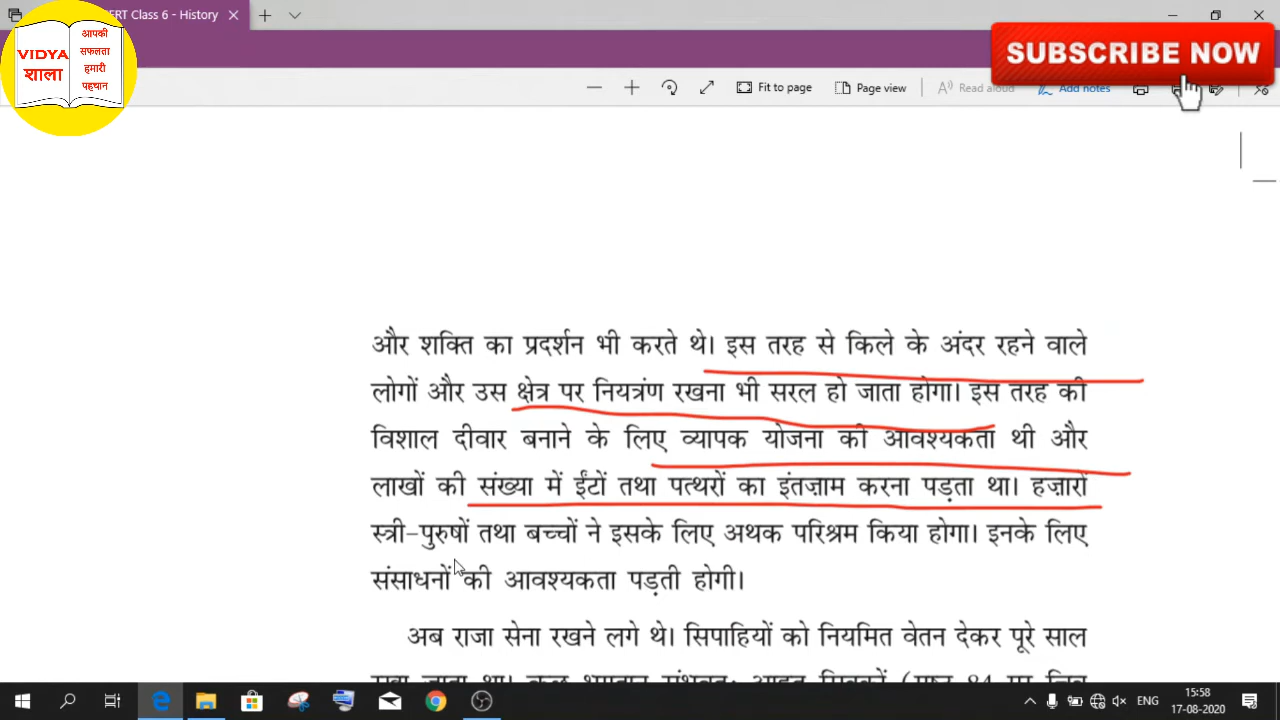 ERT Class 6 - History
VIDYA
शाला
आपकी
सफलता
हमारी
पहचान
SUBSCRIBE NOW
Fit to page
Page view
Read aloud
Add notes
और शक्ति का प्रदर्शन भी करते थे। इस तरह से किले के अंदर रहने वाले
लोगों और उस क्षेत्र पर नियत्रंण रखना भी सरल हो जाता होगा। इस तरह की
विशाल दीवार बनाने के लिए व्यापक योजना की आवश्यकता थी और
लाखों की संख्या में ईंटों तथा पत्थरों का इंतज़ाम करना पड़ता था। हज़ारों
स्त्री-पुरुषों तथा बच्चों ने इसके लिए अथक परिश्रम किया होगा। इनके लिए
संसाधनों की आवश्यकता पड़ती होगी।
अब राजा सेना रखने लगे थे। सिपाहियों को नियमित वेतन देकर पूरे साल
ENG
15:58
17-08-2020